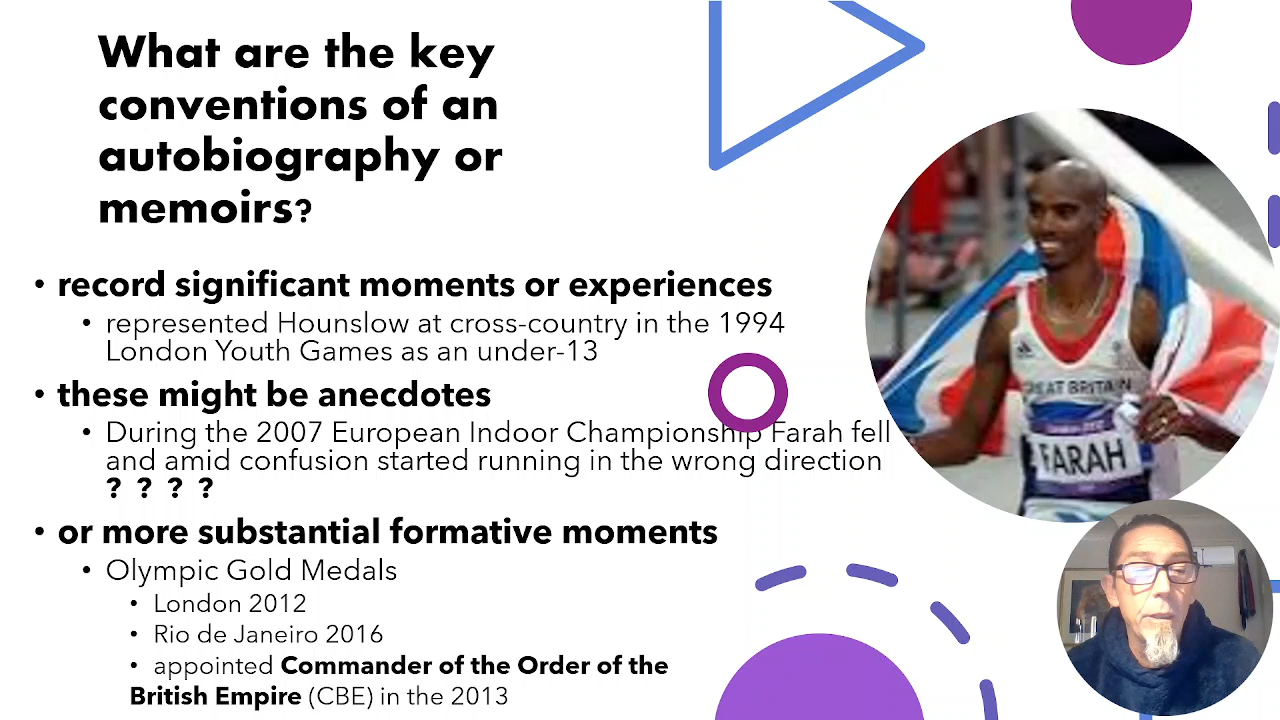 What are the key
conventions of an
autobiography or
memoirs?
• record significant moments or experiences
• represented Hounslow at cross-country in the 1994
London Youth Games as an under-13
• these might be anecdotes
• During the 2007 European Indoor Championship Farah fell
and amid confusion started running in the wrong direction
? ? ? ?
• or more substantial formative moments
• Olympic Gold Medals
• London 2012
• Rio de Janeiro 2016
• appointed Commander of the Order of the
British Empire (CBE) in the 2013
GREAT BRITAIN
FARAH